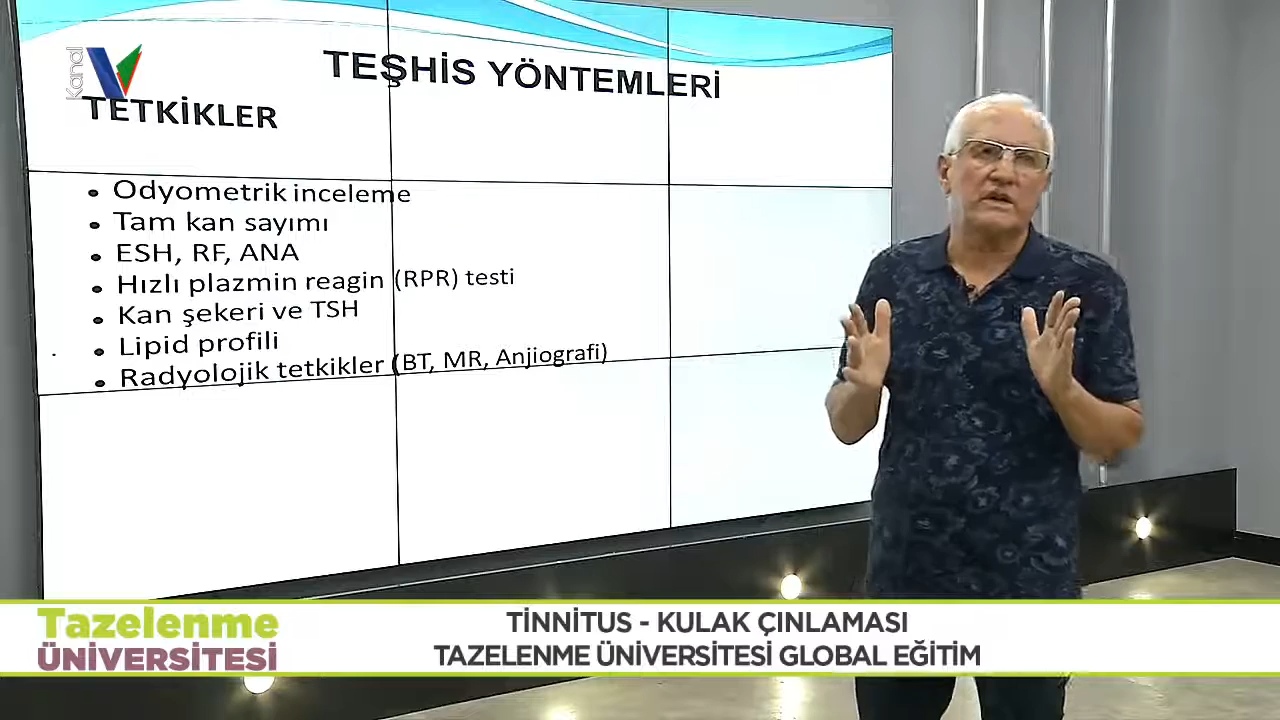 Kanal V
TEŞHİS YÖNTEMLERİ
TETKİKLER
• Odyometrik inceleme
• Tam kan sayımı
• ESH, RF, ANA
• Hızlı plazmin reagin (RPR) testi
• Kan şekeri ve TSH
• Lipid profili
• Radyolojik tetkikler (BT, MR, Anjiografi)
Tazelenme
ÜNİVERSİTESİ
TİNNİTUS - KULAK ÇINLAMASI
TAZELENME ÜNİVERSİTESİ GLOBAL EĞİTİM